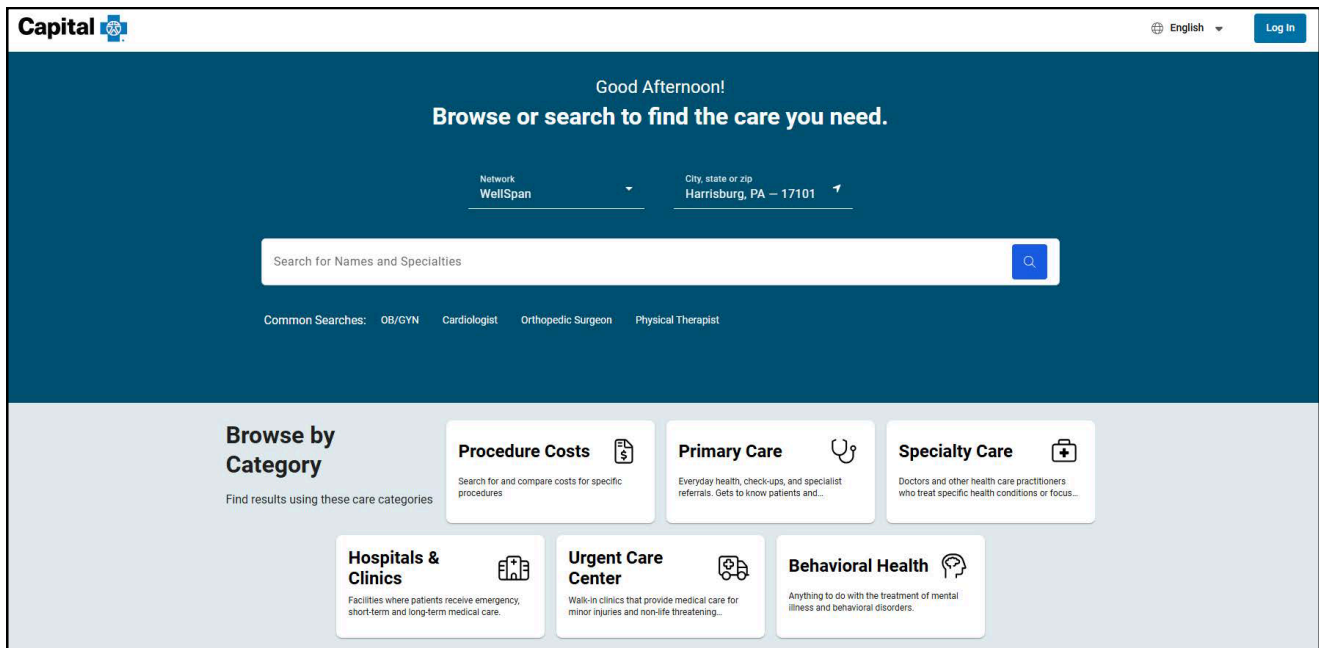 Capital
English
Log In
Good Afternoon!
Browse or search to find the care you need.
Network
WellSpan
City, state or zip
Harrisburg, PA – 17101
Search for Names and Specialties
Common Searches: OB/GYN Cardiologist Orthopedic Surgeon Physical Therapist
Browse by
Category
Find results using these care categories
Procedure Costs
Search for and compare costs for specific
procedures
Primary Care
Everyday health, check-ups, and specialist
referrals. Gets to know patients and...
Specialty Care
Doctors and other health care practitioners
who treat specific health conditions or focus...
Hospitals &
Clinics
Facilities where patients receive emergency,
short-term and long-term medical care.
Urgent Care
Center
Walk-in clinics that provide medical care for
minor injuries and non-life threatening...
Behavioral Health
Anything to do with the treatment of mental
illness and behavioral disorders.